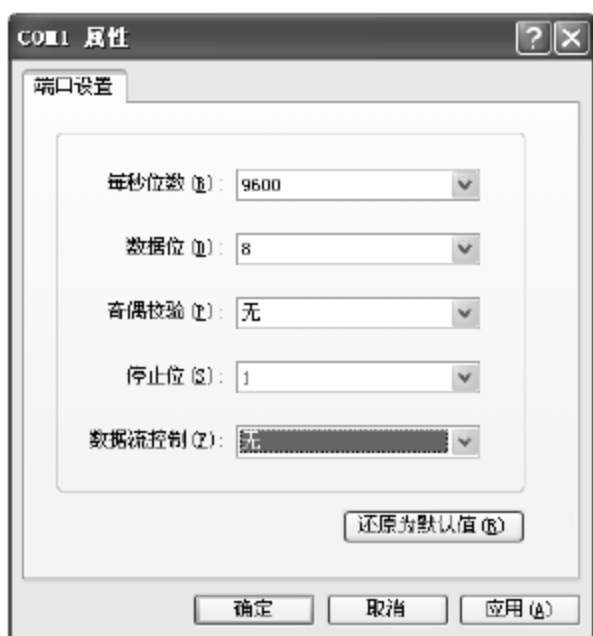 COM1 属性
端口设置
每秒位数(B): 9600
数据位(D): 8
奇偶校验(P): 无
停止位(S): 1
数据流控制(F): 无
还原为默认值(R)
确定 取消 应用(A)